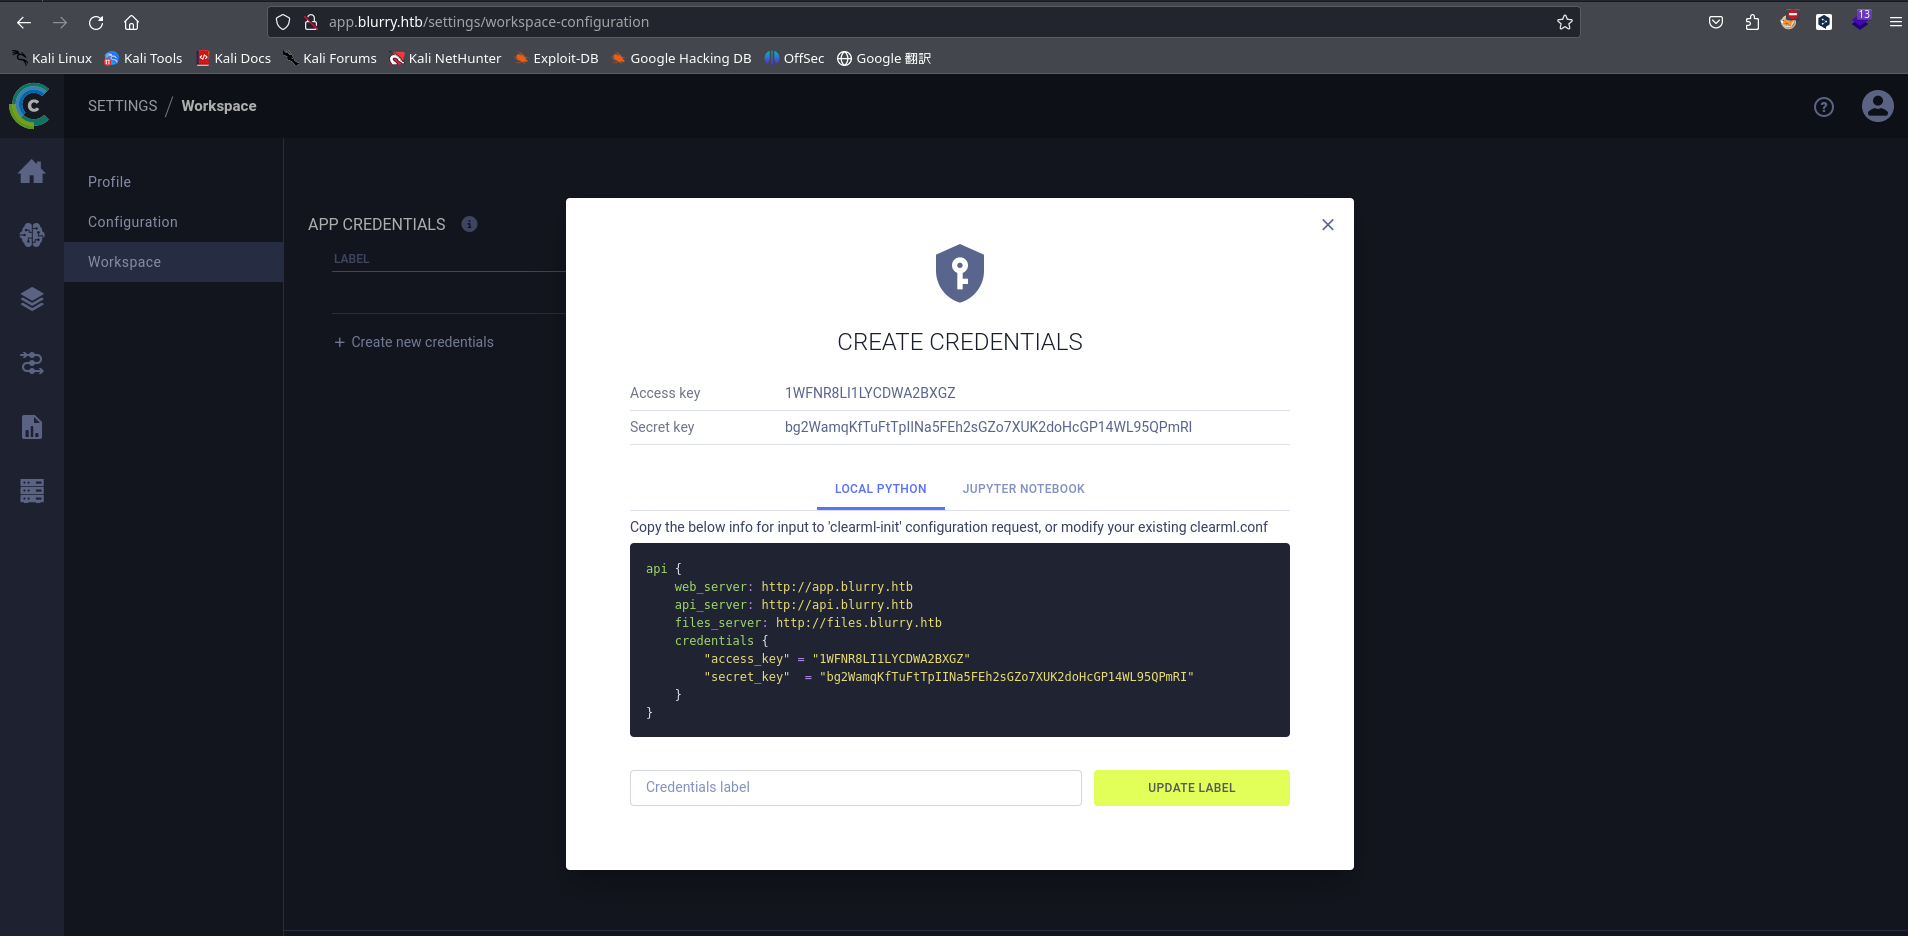 app.blurry.htb/settings/workspace-configuration
13
Kali Linux Kali Tools Kali Docs Kali Forums Kali NetHunter Exploit-DB Google Hacking DB OffSec Google 翻訳
C SETTINGS / Workspace ?
Profile
Configuration
Workspace
APP CREDENTIALS i
LABEL
+ Create new credentials
CREATE CREDENTIALS
Access key 1WFNR8LI1LYCDWA2BXGZ
Secret key bg2WamqKfTuFtTpIINa5FEh2sGZo7XUK2doHcGP14WL95QPmRI
LOCAL PYTHON JUPYTER NOTEBOOK
Copy the below info for input to 'clearml-init' configuration request, or modify your existing clearml.conf
api {
web_server: http://app.blurry.htb
api_server: http://api.blurry.htb
files_server: http://files.blurry.htb
credentials {
"access_key" = "1WFNR8LI1LYCDWA2BXGZ"
"secret_key" = "bg2WamqKfTuFtTpIINa5FEh2sGZo7XUK2doHcGP14WL95QPmRI"
}
}
Credentials label UPDATE LABEL